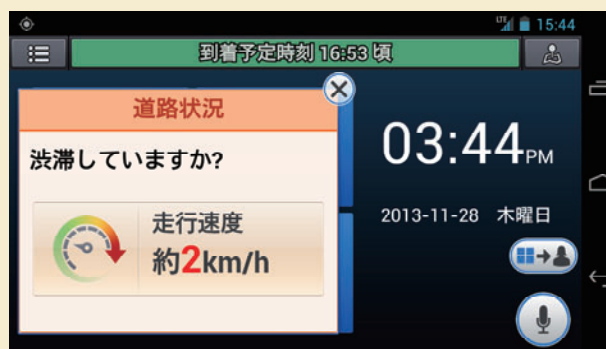 LTE 15:44
到着予定時刻 16:53 頃
道路状況
渋滞していますか?
走行速度
約2km/h
03:44PM
2013-11-28 木曜日